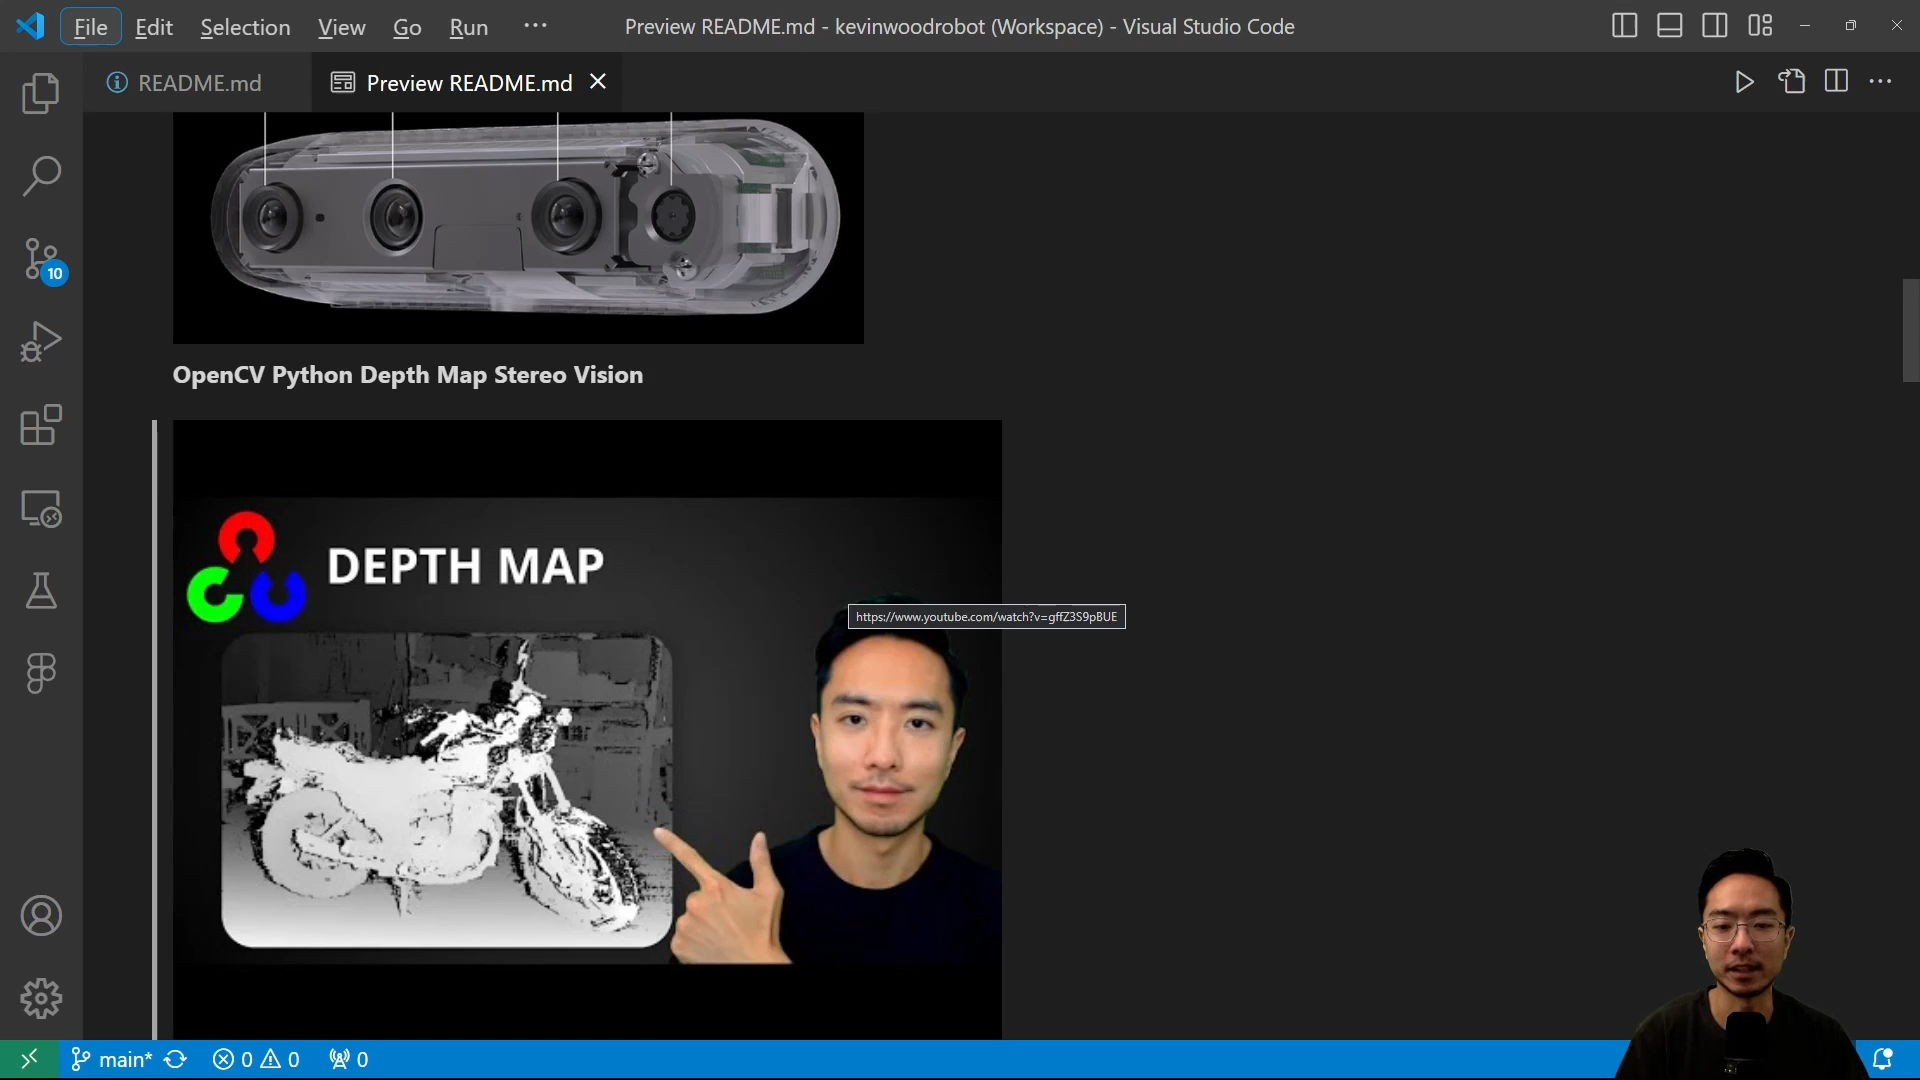 File Edit Selection View Go Run ··· Preview README.md - kevinwoodrobot (Workspace) - Visual Studio Code
README.md Preview README.md
10
OpenCV Python Depth Map Stereo Vision
DEPTH MAP
https://www.youtube.com/watch?v=gffZ3S9pBUE
main* 0 0 0